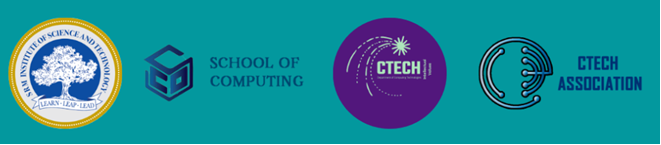 SRM INSTITUTE OF SCIENCE AND TECHNOLOGY
LEARN · LEAP · LEAD
SCHOOL OF
COMPUTING
CTECH
CTECH
ASSOCIATION